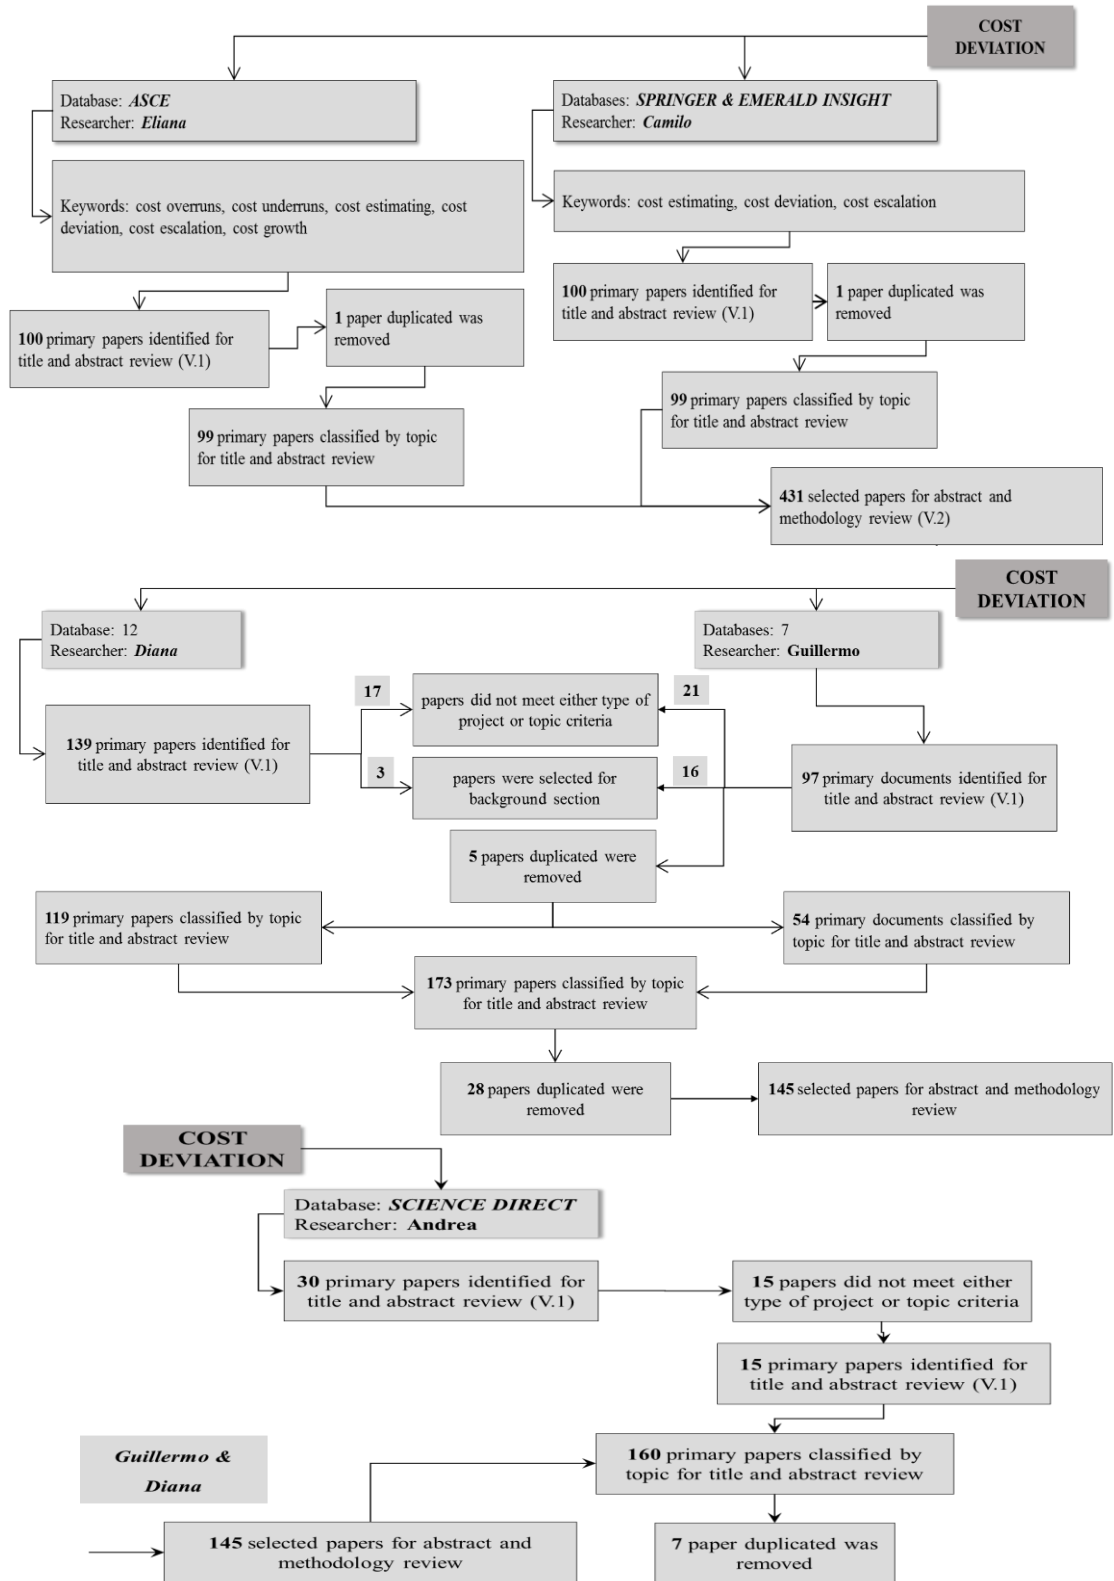 COST
DEVIATION
Database: ASCE
Researcher: Eliana
Databases: SPRINGER & EMERALD INSIGHT
Researcher: Camilo
Keywords: cost overruns, cost underruns, cost estimating, cost
deviation, cost escalation, cost growth
Keywords: cost estimating, cost deviation, cost escalation
100 primary papers identified for
title and abstract review (V.1)
1 paper duplicated was
removed
100 primary papers identified for
title and abstract review (V.1)
1 paper duplicated was
removed
99 primary papers classified by topic
for title and abstract review
99 primary papers classified by topic
for title and abstract review
431 selected papers for abstract and
methodology review (V.2)
COST
DEVIATION
Database: 12
Researcher: Diana
Databases: 7
Researcher: Guillermo
17
papers did not meet either type of
project or topic criteria
21
139 primary papers identified for
title and abstract review (V.1)
3
papers were selected for
background section
16
97 primary documents identified for
title and abstract review (V.1)
5 papers duplicated were
removed
119 primary papers classified by topic
for title and abstract review
54 primary documents classified by
topic for title and abstract review
173 primary papers classified by topic
for title and abstract review
28 papers duplicated were
removed
145 selected papers for abstract and methodology
review
COST
DEVIATION
Database: SCIENCE DIRECT
Researcher: Andrea
30 primary papers identified for
title and abstract review (V.1)
15 papers did not meet either
type of project or topic criteria
15 primary papers identified for
title and abstract review (V.1)
Guillermo &
Diana
160 primary papers classified by
topic for title and abstract review
145 selected papers for abstract and
methodology review
7 paper duplicated was
removed